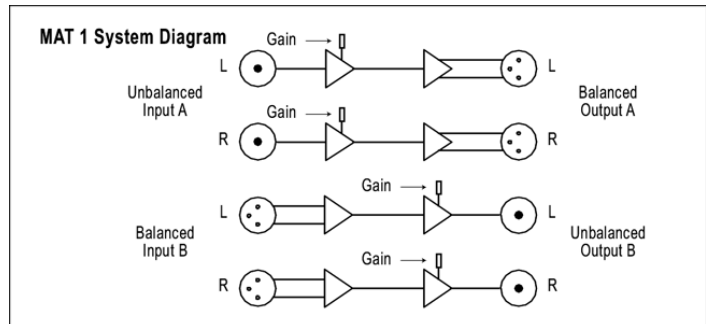 MAT 1 System Diagram
Gain
L
L
Unbalanced
Input A
Balanced
Output A
Gain
R
R
Gain
L
L
Balanced
Input B
Unbalanced
Output B
Gain
R
R